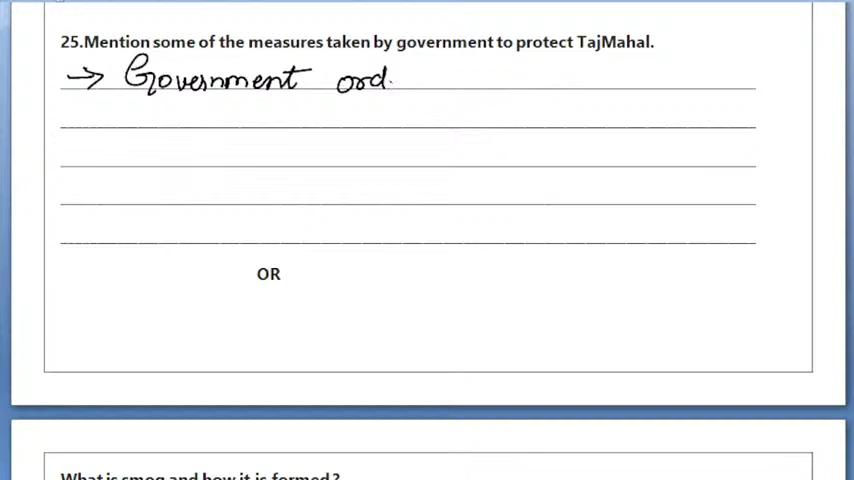 25.Mention some of the measures taken by government to protect TajMahal.
→ Government ord
OR
What is smog and how it is formed?